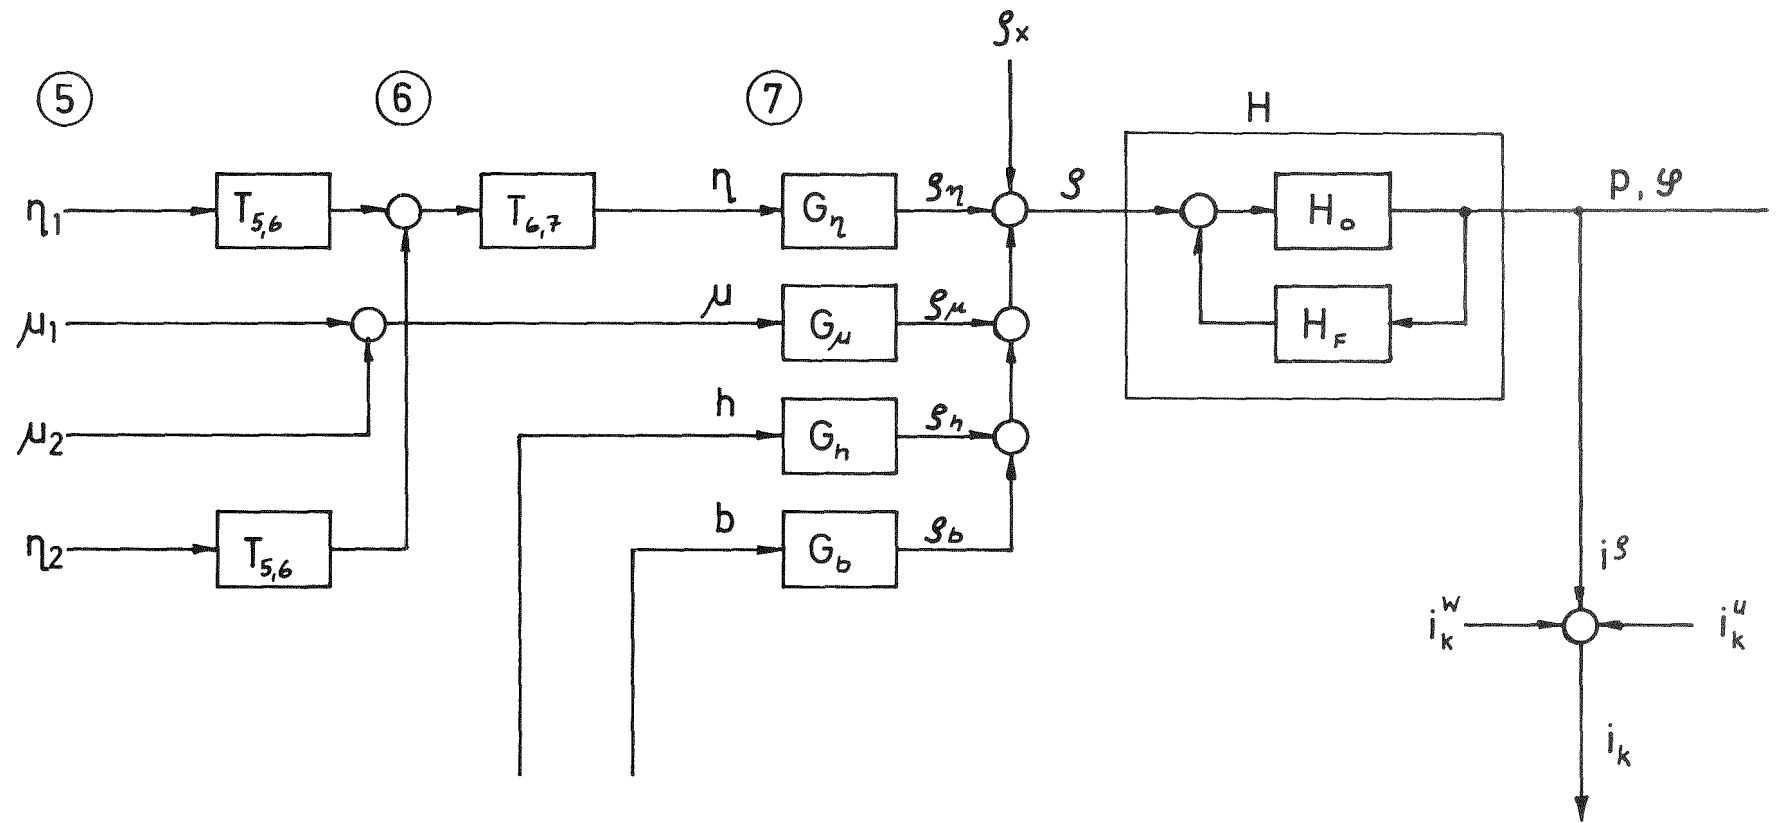 ϱx
⑤ ⑥ ⑦ H
η1 T5,6 T6,7 η Gη ϱη ϱ H0 p, φ
μ1 μ Gμ ϱμ HF
μ2 h Gh ϱh
η2 T5,6 b Gb ϱb
iϱ
ikw iku
ik